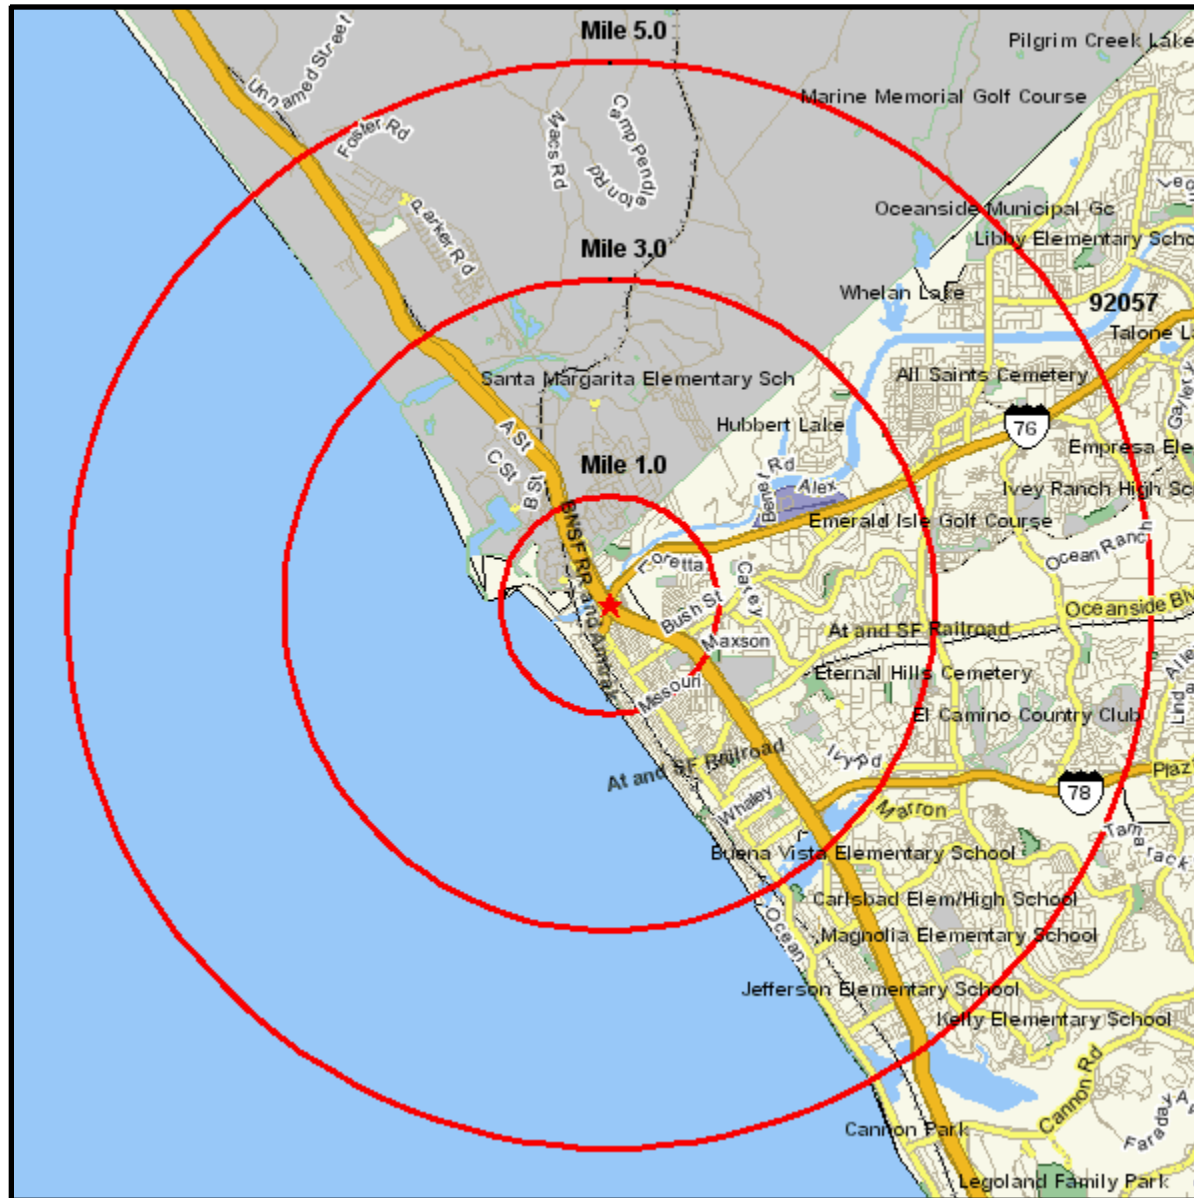 Mile 5.0
Pilgrim Creek Lake
Unnamed Street
Marine Memorial Golf Course
Foster Rd
Macs Rd
Camp Pendleton Rd
Parker Rd
Oceanside Municipal Gc
Libby Elementary Scho
Mile 3.0
Whelan Lake
92057
Talone La
Santa Margarita Elementary Sch
All Saints Cemetery
Gayley
Hubbert Lake
76
A St
Empresa Ele
C St
B St
Mile 1.0
Benet Rd
Alex
Ivey Ranch High Sc
Emerald Isle Golf Course
BNSF RR and Amtrak
Ocean Ranch
Loretta
Carey
Bush St
Oceanside Blv
At and SF Railroad
Maxson
Eternal Hills Cemetery
Missouri
El Camino Country Club
Ivy Rd
At and SF Railroad
Plaz
78
Whaley
Marron
Tamarack
Buena Vista Elementary School
Carlsbad Elem/High School
Ocean
Magnolia Elementary School
Jefferson Elementary School
Kelly Elementary School
Cannon Rd
Cannon Park
Faraday
Legoland Family Park